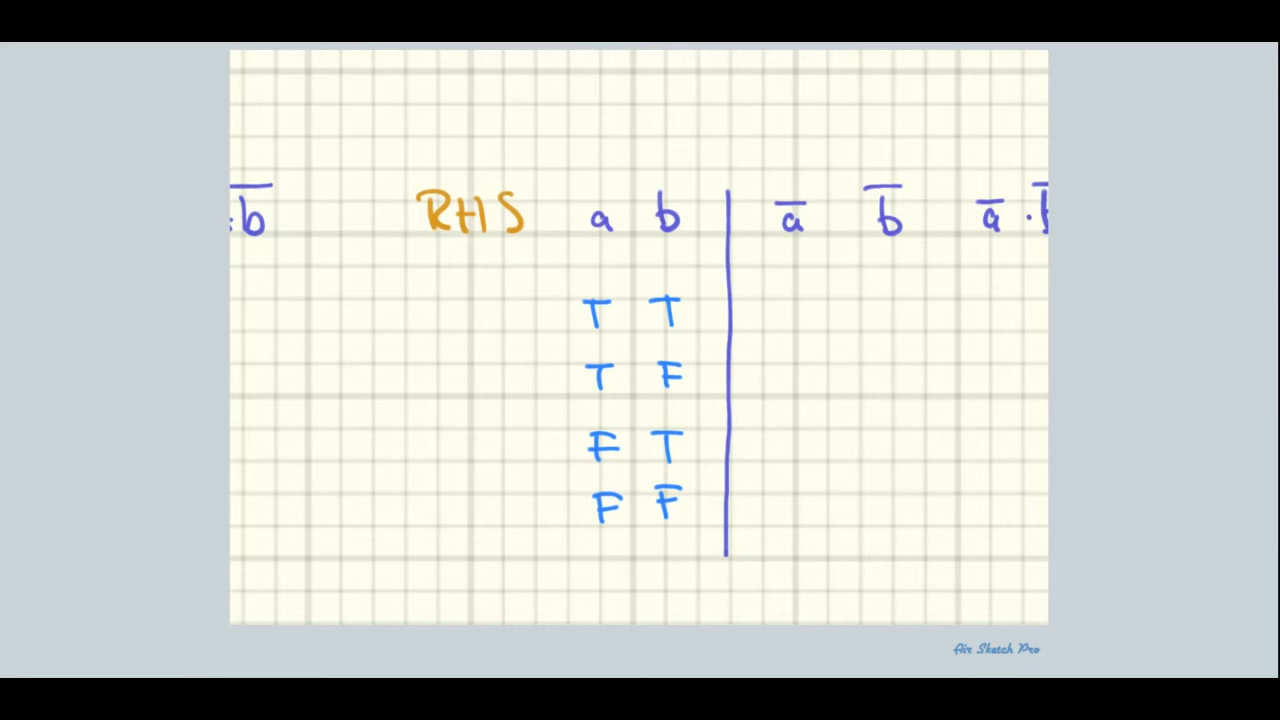 ·b̅ RHS a b | a̅ b̅ a̅ ·b̅
T T
T F
F T
F F
Air Sketch Pro